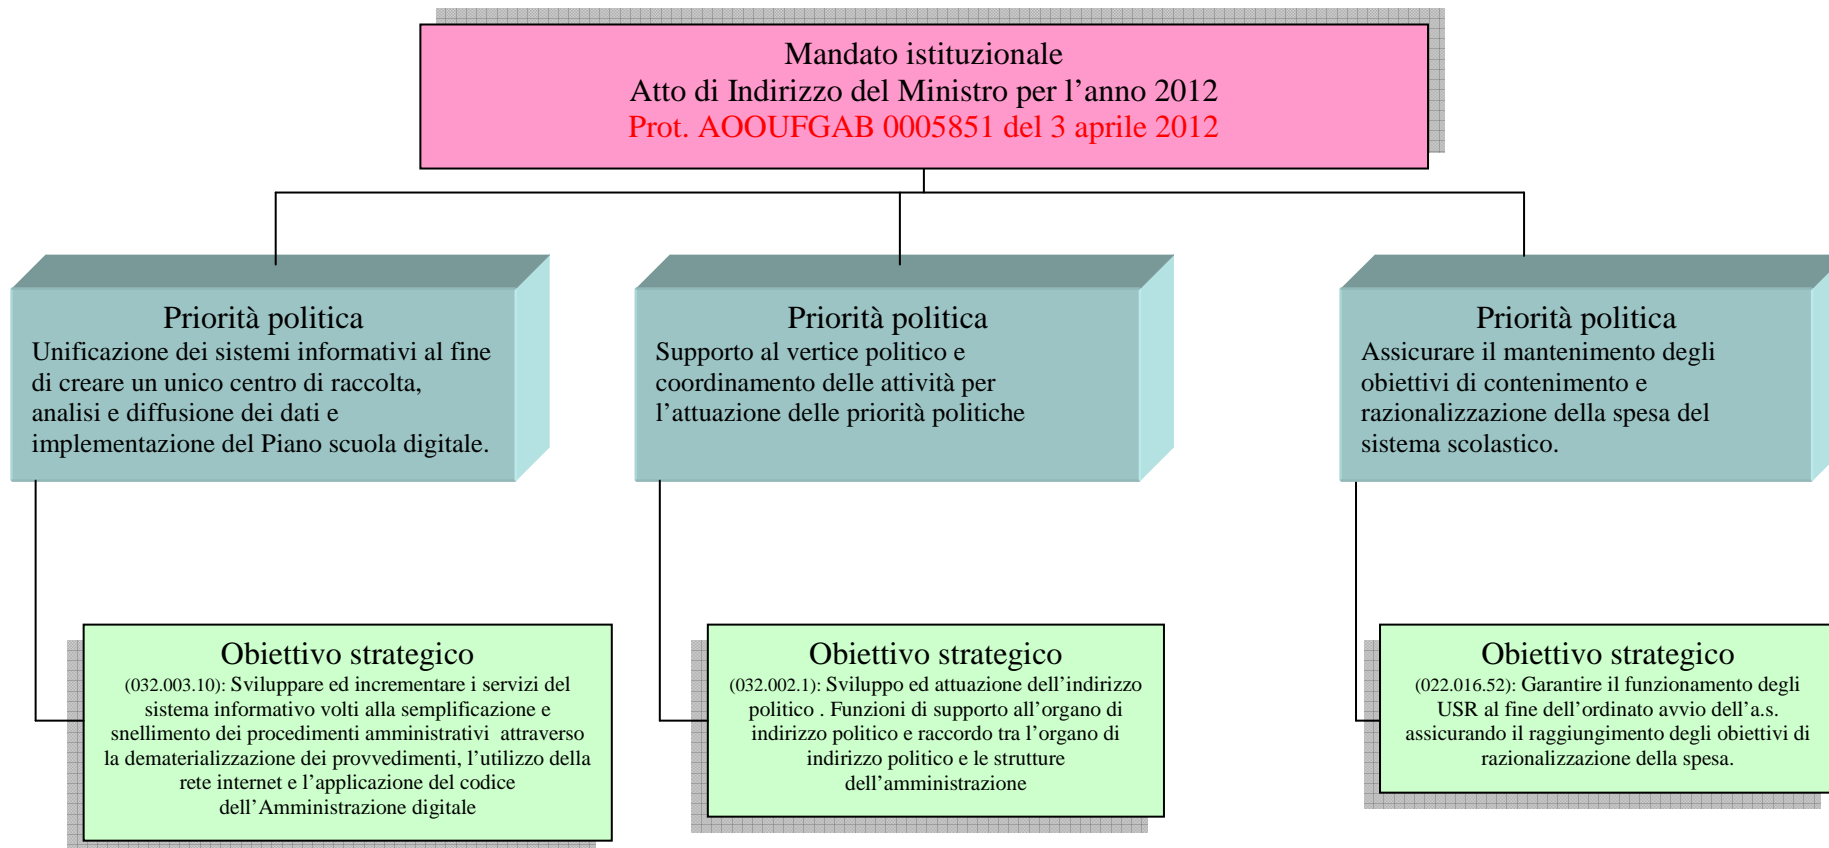 Mandato istituzionale
Atto di Indirizzo del Ministro per l’anno 2012
Prot. AOOUFGAB 0005851 del 3 aprile 2012
Priorità politica
Unificazione dei sistemi informativi al fine
di creare un unico centro di raccolta,
analisi e diffusione dei dati e
implementazione del Piano scuola digitale.
Priorità politica
Supporto al vertice politico e
coordinamento delle attività per
l’attuazione delle priorità politiche
Priorità politica
Assicurare il mantenimento degli
obiettivi di contenimento e
razionalizzazione della spesa del
sistema scolastico.
Obiettivo strategico
(032.003.10): Sviluppare ed incrementare i servizi del
sistema informativo volti alla semplificazione e
snellimento dei procedimenti amministrativi attraverso
la dematerializzazione dei provvedimenti, l’utilizzo della
rete internet e l’applicazione del codice
dell’Amministrazione digitale
Obiettivo strategico
(032.002.1): Sviluppo ed attuazione dell’indirizzo
politico . Funzioni di supporto all’organo di
indirizzo politico e raccordo tra l’organo di
indirizzo politico e le strutture
dell’amministrazione
Obiettivo strategico
(022.016.52): Garantire il funzionamento degli
USR al fine dell’ordinato avvio dell’a.s.
assicurando il raggiungimento degli obiettivi di
razionalizzazione della spesa.